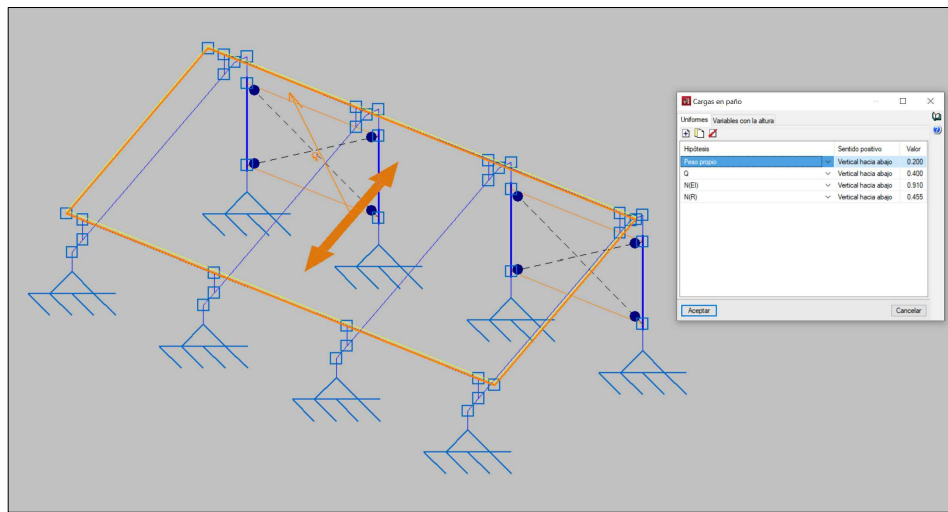 Cargas en paño
Uniformes Variables con la altura
Hipótesis Sentido positivo Valor
Peso propio Vertical hacia abajo 0.200
Q Vertical hacia abajo 0.400
N(EI) Vertical hacia abajo 0.910
N(R) Vertical hacia abajo 0.455
Aceptar Cancelar